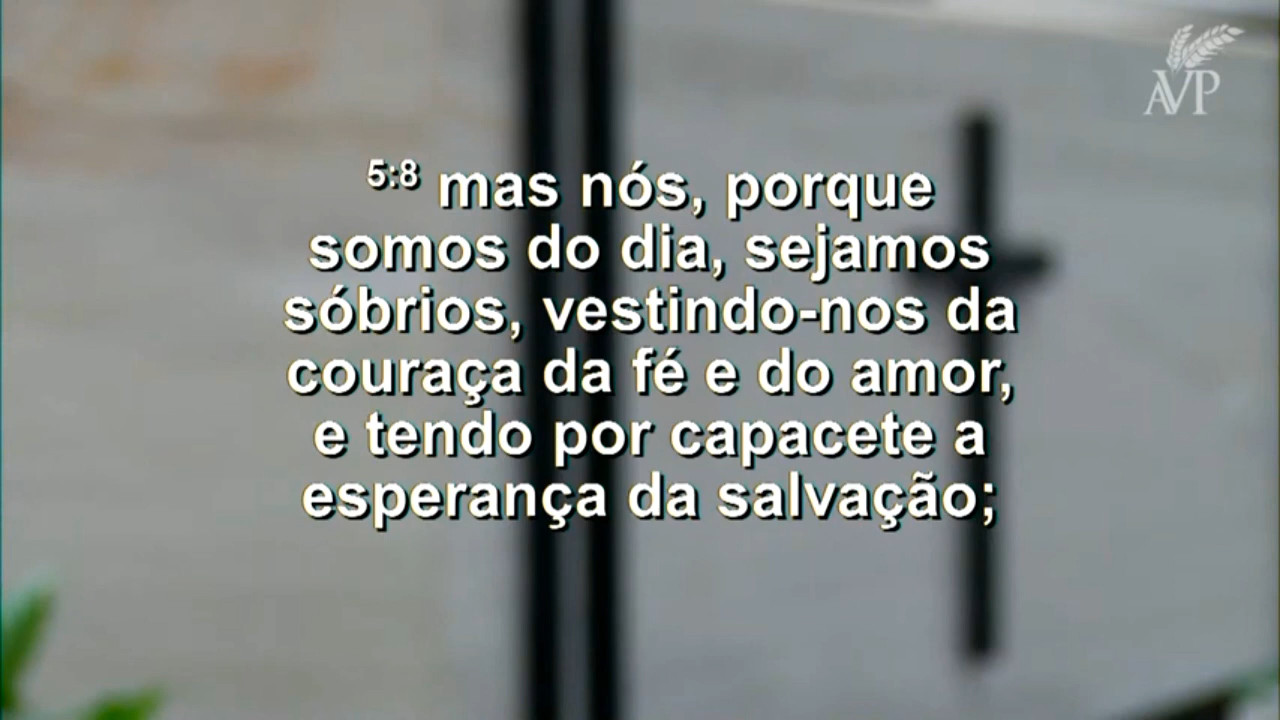 AVP
5:8 mas nós, porque
somos do dia, sejamos
sóbrios, vestindo-nos da
couraça da fé e do amor,
e tendo por capacete a
esperança da salvação;